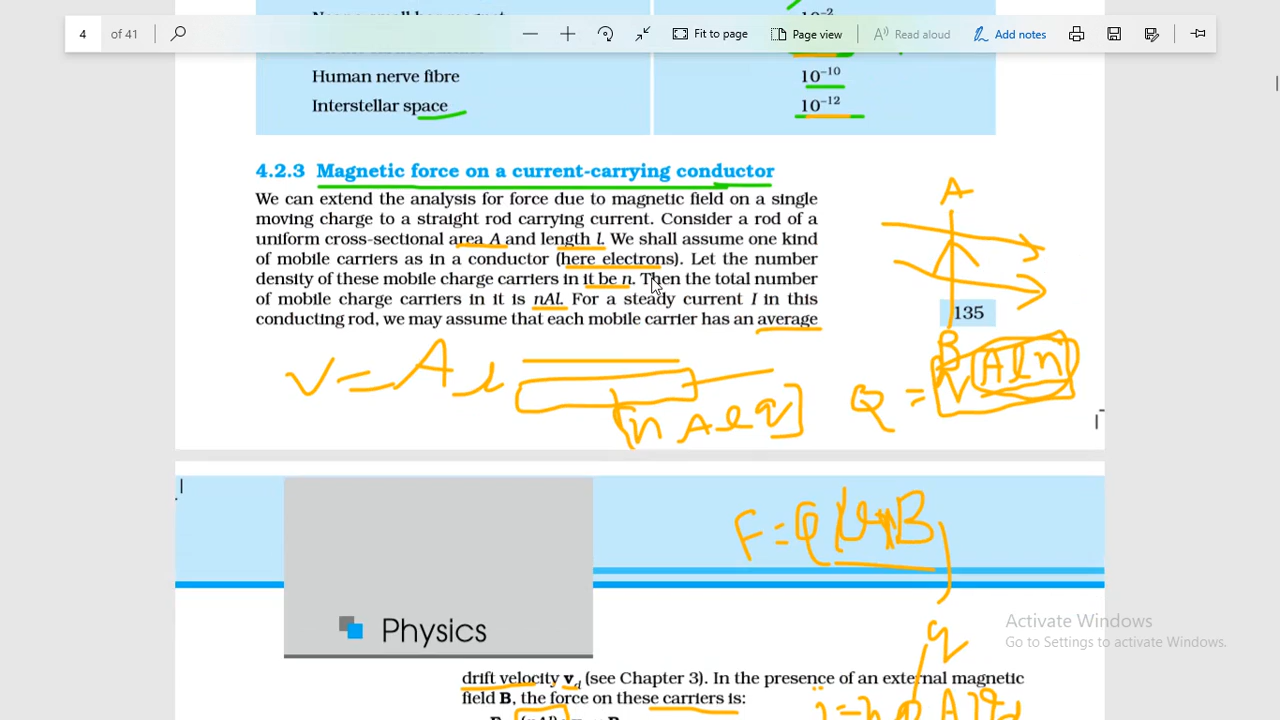 4 of 41 Fit to page Page view Read aloud Add notes
10⁻²
Human nerve fibre 10⁻¹⁰
Interstellar space 10⁻¹²
4.2.3 Magnetic force on a current-carrying conductor
We can extend the analysis for force due to magnetic field on a single
moving charge to a straight rod carrying current. Consider a rod of a
uniform cross-sectional area A and length l. We shall assume one kind
of mobile carriers as in a conductor (here electrons). Let the number
density of these mobile charge carriers in it be n. Then the total number
of mobile charge carriers in it is nAl. For a steady current I in this
conducting rod, we may assume that each mobile carrier has an average
A
135
B
V = A l
[n A l q]
Q = V A l n
F = Q (v × B)
Physics
q
drift velocity v_d (see Chapter 3). In the presence of an external magnetic
field B, the force on these carriers is:
Activate Windows
Go to Settings to activate Windows.